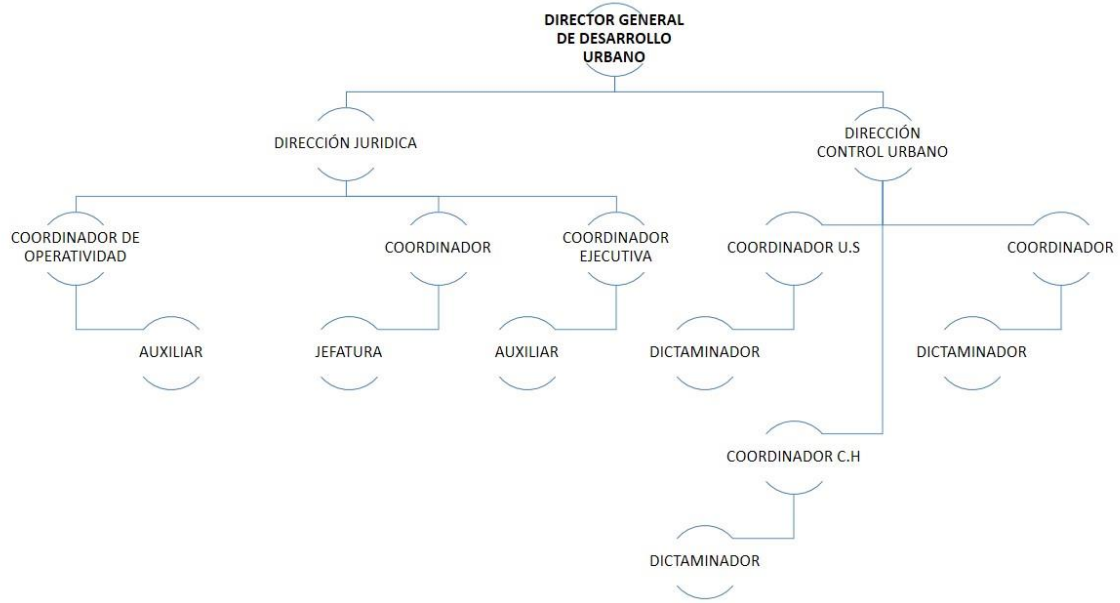 DIRECTOR GENERAL
DE DESARROLLO
URBANO
DIRECCIÓN JURIDICA
DIRECCIÓN
CONTROL URBANO
COORDINADOR DE
OPERATIVIDAD
COORDINADOR
COORDINADOR
EJECUTIVA
COORDINADOR U.S
COORDINADOR
AUXILIAR
JEFATURA
AUXILIAR
DICTAMINADOR
DICTAMINADOR
COORDINADOR C.H
DICTAMINADOR